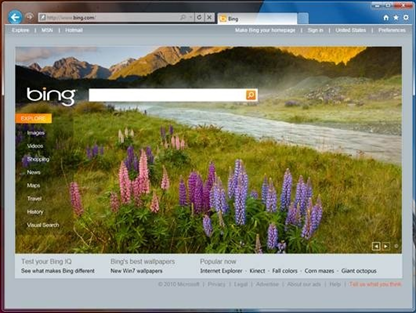 http://www.bing.com/
Bing
Explore | MSN | Hotmail
Make Bing your homepage | Sign in | United States | Preferences
bing
EXPLORE
Images
Videos
Shopping
News
Maps
Travel
History
Visual Search
Test your Bing IQ
See what makes Bing different
Bing's best wallpapers
New Win7 wallpapers
Popular now
Internet Explorer · Kinect · Fall colors · Corn mazes · Giant octopus
© 2010 Microsoft | Privacy | Legal | Advertise | About our ads | Help | Tell us what you think